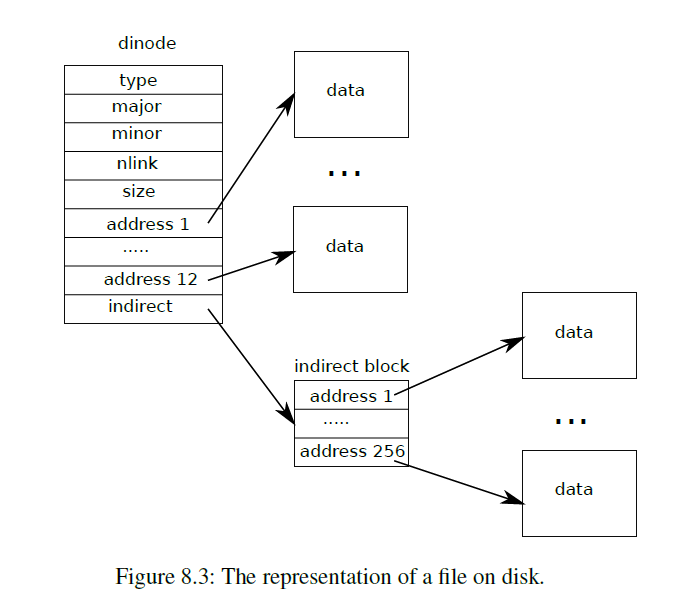 dinode
type
major
minor
nlink
size
address 1
.....
address 12
indirect
data
...
data
indirect block
address 1
.....
address 256
data
...
data
Figure 8.3: The representation of a file on disk.